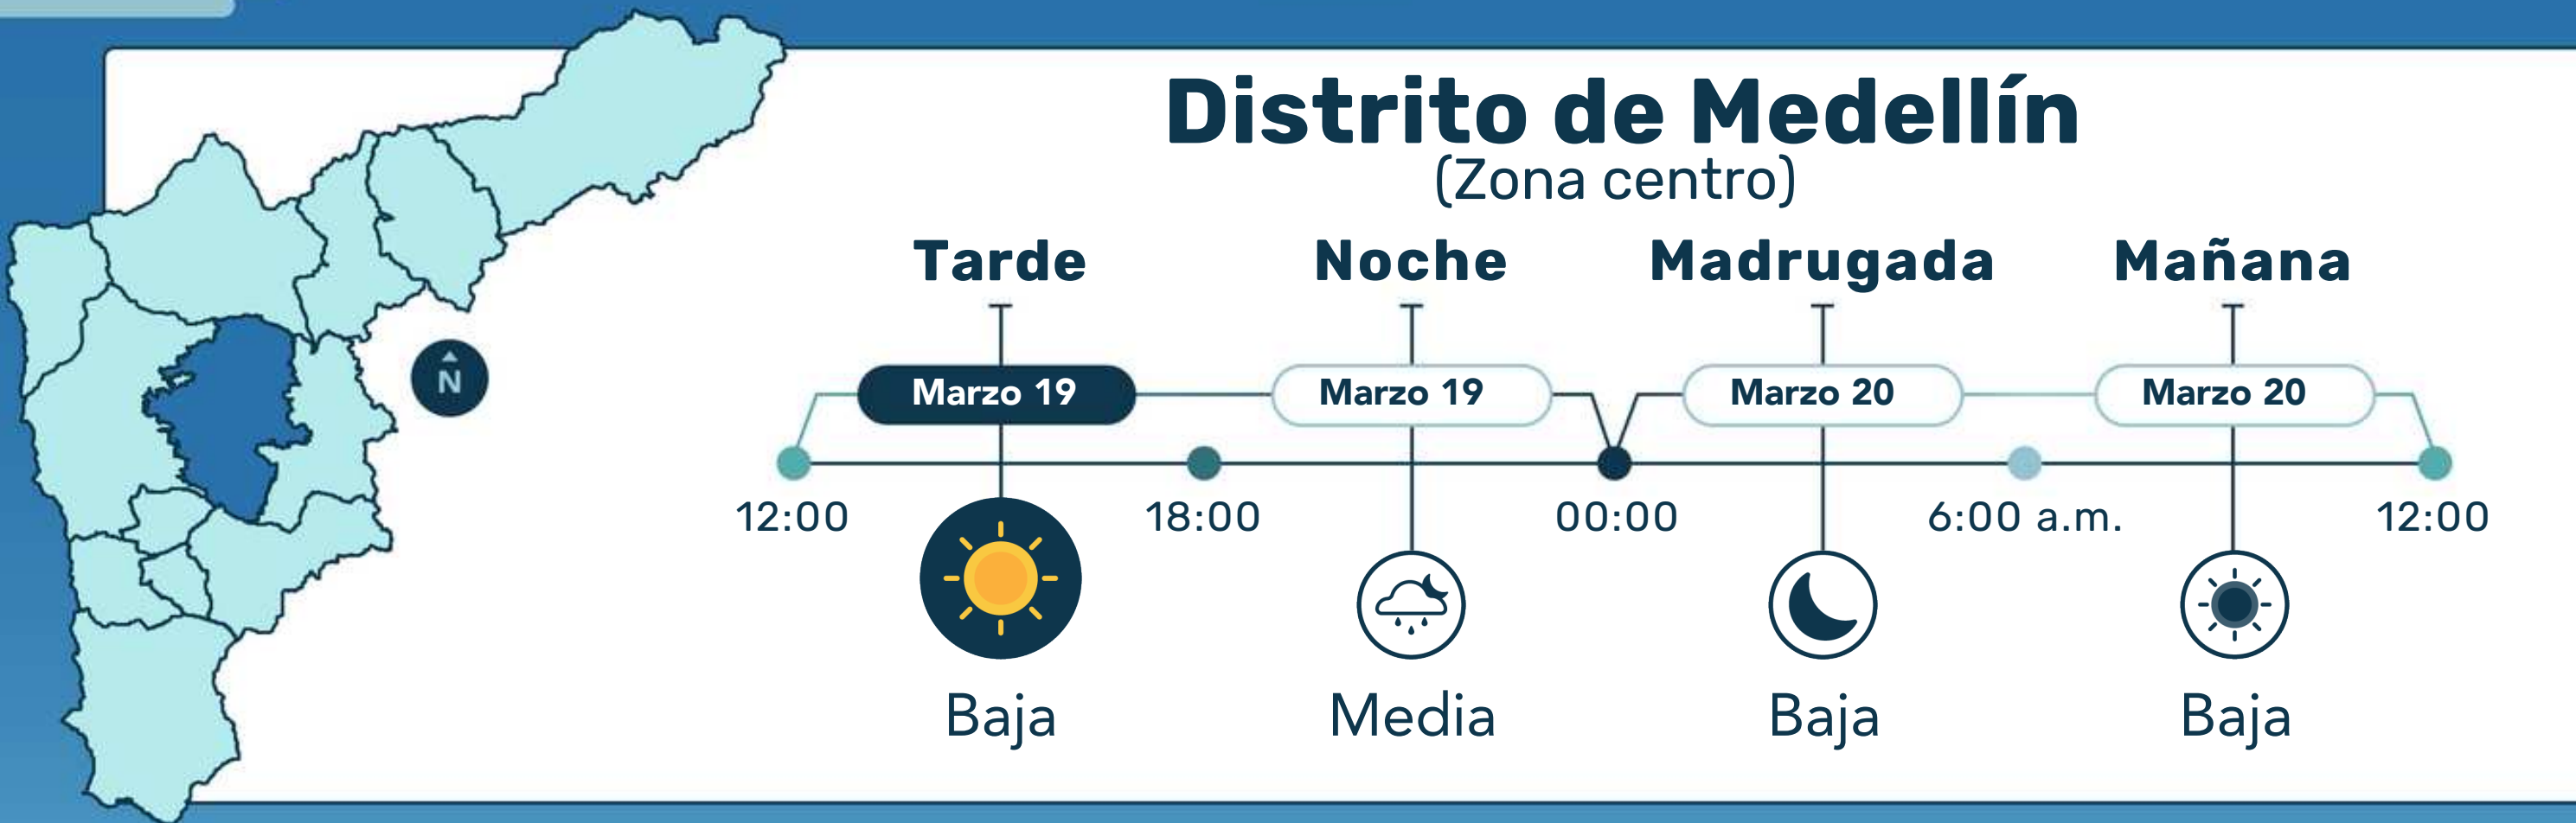 Distrito de Medellín
(Zona centro)
Tarde Noche Madrugada Mañana
N
Marzo 19 Marzo 19 Marzo 20 Marzo 20
12:00 18:00 00:00 6:00 a.m. 12:00
Baja Media Baja Baja